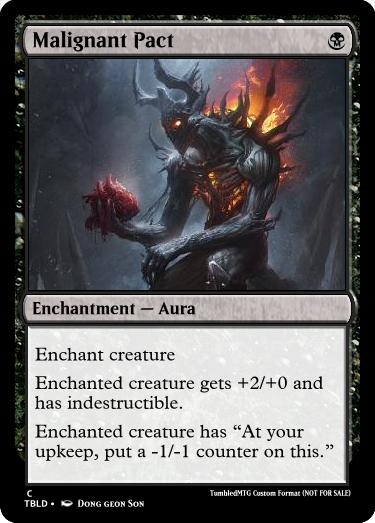 Malignant Pact
Enchantment — Aura
Enchant creature
Enchanted creature gets +2/+0 and
has indestructible.
Enchanted creature has “At your
upkeep, put a -1/-1 counter on this.”
C
TBLD • Dong geon Son
TumbledMTG Custom Format (NOT FOR SALE)